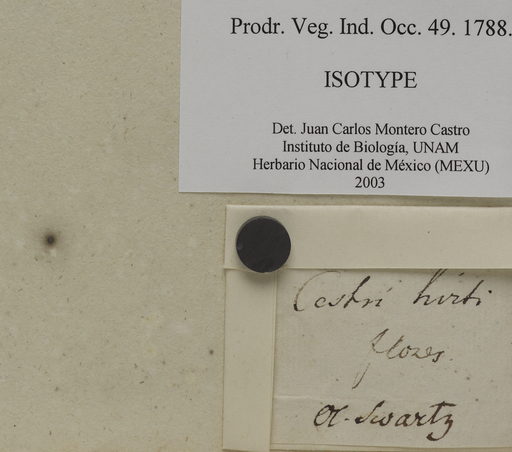 Prodr. Veg. Ind. Occ. 49. 1788.
ISOTYPE
Det. Juan Carlos Montero Castro
Instituto de Biología, UNAM
Herbario Nacional de México (MEXU)
2003
Cestri hirti
flores.
Ol. Swartz